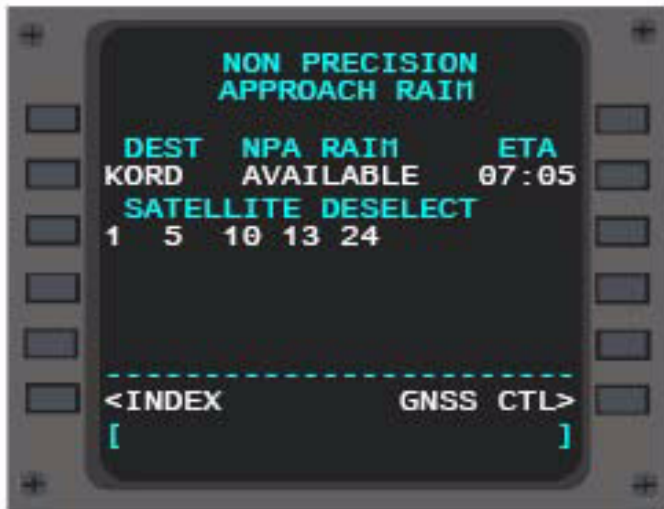 NON PRECISION
APPROACH RAIM
DEST NPA RAIM ETA
KORD AVAILABLE 07:05
SATELLITE DESELECT
1 5 10 13 24
--------------------------
<INDEX GNSS CTL>
[ ]